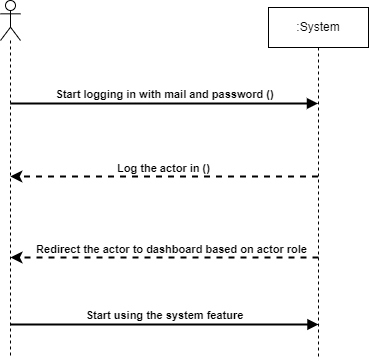 :System
Start logging in with mail and password ()
Log the actor in ()
Redirect the actor to dashboard based on actor role
Start using the system feature